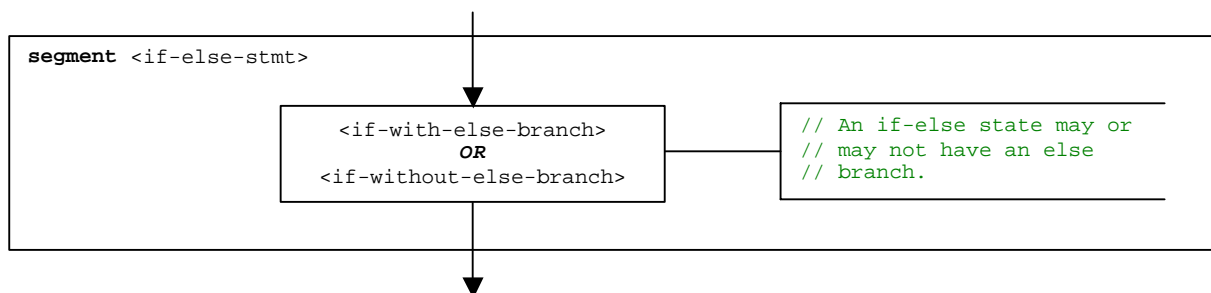 segment <if-else-stmt>
<if-with-else-branch>
OR
<if-without-else-branch>
// An if-else state may or
// may not have an else
// branch.